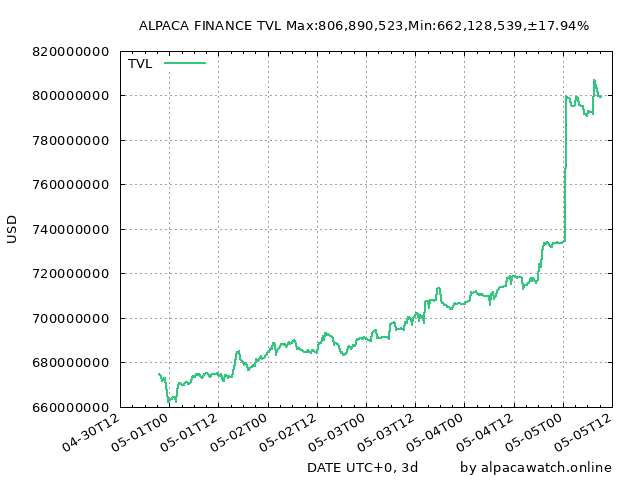 ALPACA FINANCE TVL Max:806,890,523,Min:662,128,539,±17.94%
TVL
820000000
800000000
780000000
760000000
740000000
720000000
700000000
680000000
660000000
USD
04-30T12
05-01T00
05-01T12
05-02T00
05-02T12
05-03T00
05-03T12
05-04T00
05-04T12
05-05T00
05-05T12
DATE UTC+0, 3d
by alpacawatch.online